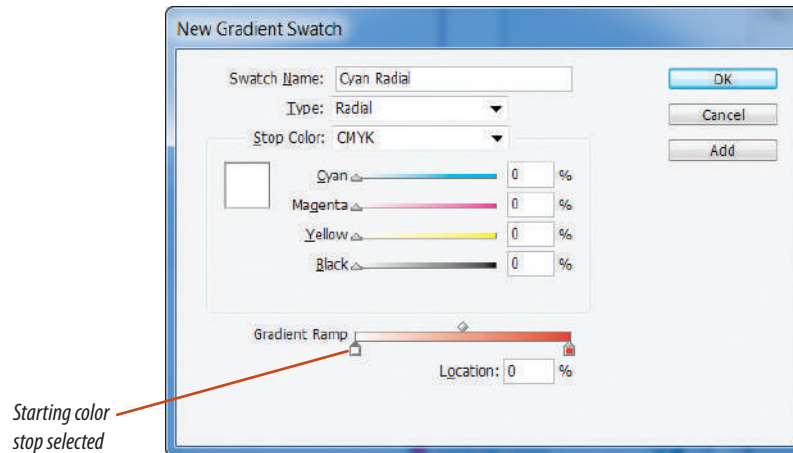 New Gradient Swatch
Swatch Name: Cyan Radial
OK
Type: Radial
Cancel
Stop Color: CMYK
Add
Cyan 0 %
Magenta 0 %
Yellow 0 %
Black 0 %
Gradient Ramp
Location: 0 %
Starting color
stop selected